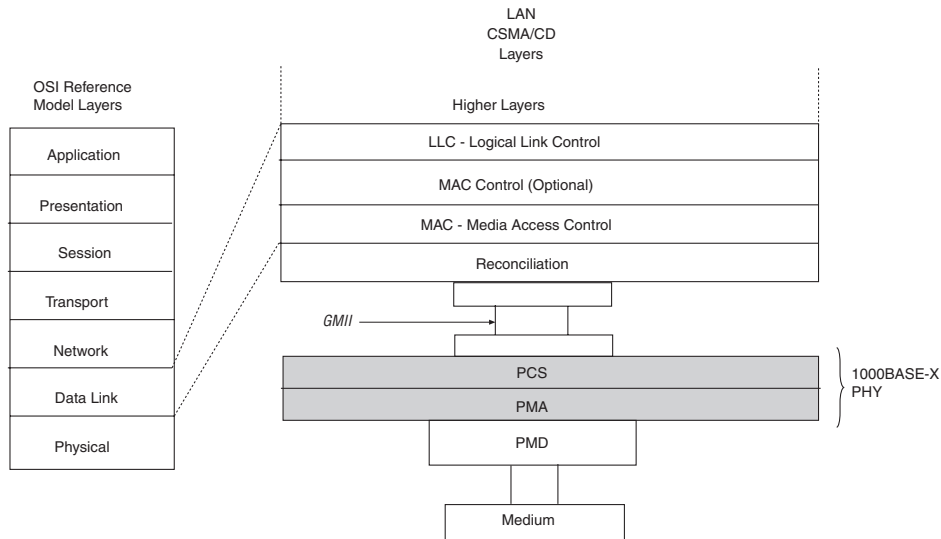 LAN
CSMA/CD
Layers
OSI Reference
Model Layers
Higher Layers
Application
Presentation
Session
Transport
Network
Data Link
Physical
LLC - Logical Link Control
MAC Control (Optional)
MAC - Media Access Control
Reconciliation
GMII
PCS
PMA
1000BASE-X
PHY
PMD
Medium